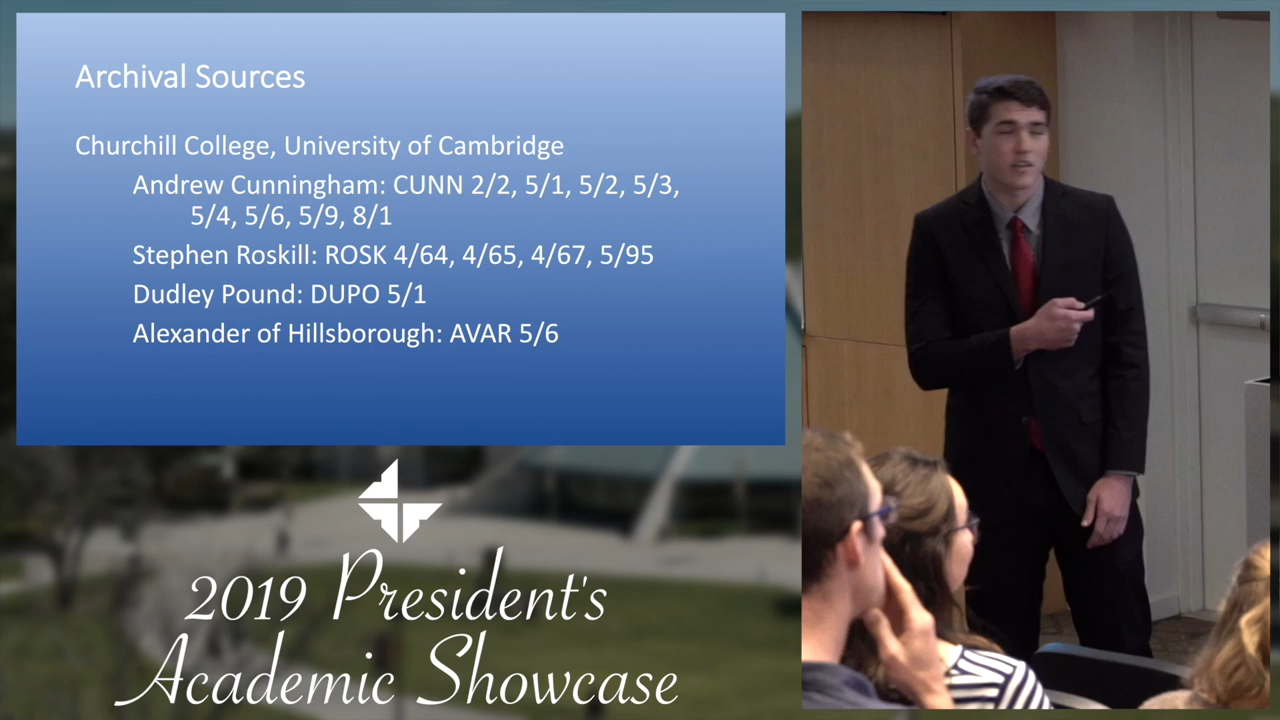 Archival Sources
Churchill College, University of Cambridge
Andrew Cunningham: CUNN 2/2, 5/1, 5/2, 5/3,
5/4, 5/6, 5/9, 8/1
Stephen Roskill: ROSK 4/64, 4/65, 4/67, 5/95
Dudley Pound: DUPO 5/1
Alexander of Hillsborough: AVAR 5/6
2019 President's
Academic Showcase